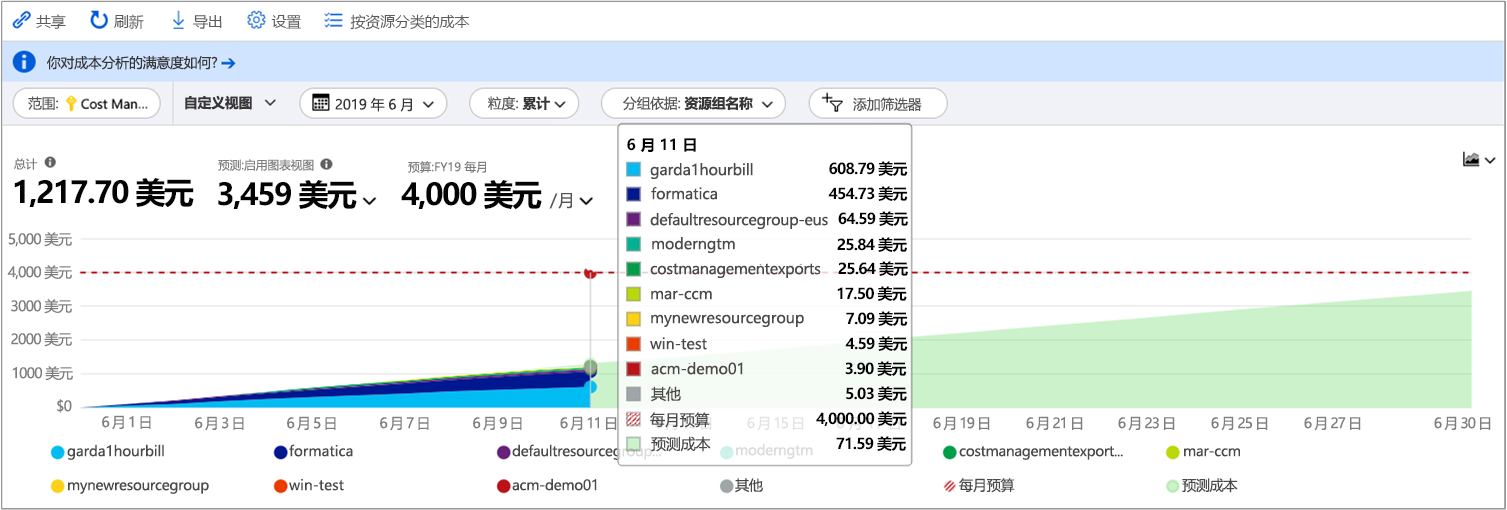 共享 刷新 导出 设置 按资源分类的成本
你对成本分析的满意度如何?
范围: Cost Man... 自定义视图 2019 年 6 月 粒度: 累计 分组依据: 资源组名称 添加筛选器
总计 预测:启用图表视图 预算:FY19 每月
1,217.70 美元 3,459 美元 4,000 美元 /月
6 月 11 日
garda1hourbill 608.79 美元
formatica 454.73 美元
defaultresourcegroup-eus 64.59 美元
moderngtm 25.84 美元
costmanagementexports 25.64 美元
mar-ccm 17.50 美元
mynewresourcegroup 7.09 美元
win-test 4.59 美元
acm-demo01 3.90 美元
其他 5.03 美元
每月预算 4,000.00 美元
预测成本 71.59 美元
5,000 美元
4,000 美元
3000 美元
2000 美元
1000 美元
$0
6月1日 6月3日 6月5日 6月7日 6月9日 6月11日 6月15日 6月19日 6月21日 6月23日 6月25日 6月27日 6月30日
garda1hourbill formatica defaultresourcegroup... moderngtm costmanagementexport... mar-ccm
mynewresourcegroup win-test acm-demo01 其他 每月预算 预测成本